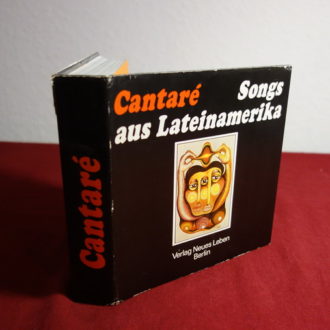 Cantaré
Cantaré Songs
aus Lateinamerika
Verlag Neues Leben
Berlin